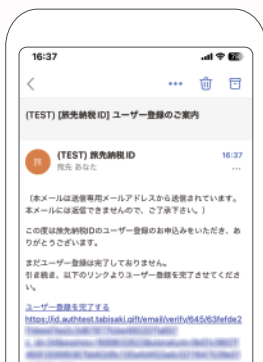 16:37
(TEST) [旅先納税ID] ユーザー登録のご案内
旅
(TEST) 旅先納税 ID
16:37
宛先 あなた
(本メールは送信専用メールアドレスから送信されています。
本メールには返信できませんので、ご了承下さい。)
この度は旅先納税IDのユーザー登録のお申込みをいただき、あ
りがとうございます。
まだユーザー登録は完了しておりません。
引き続き、以下のリンクよりユーザー登録を完了させてくださ
い。
ユーザー登録を完了する
https://id.authtest.tabisaki.gift/email/verify/645/63fefde2